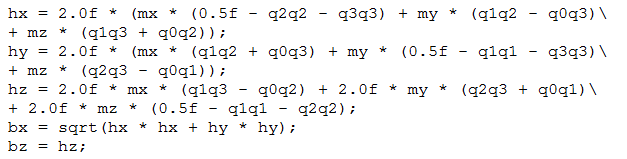 hx = 2.0f * (mx * (0.5f - q2q2 - q3q3) + my * (q1q2 - q0q3)\
+ mz * (q1q3 + q0q2));
hy = 2.0f * (mx * (q1q2 + q0q3) + my * (0.5f - q1q1 - q3q3)\
+ mz * (q2q3 - q0q1));
hz = 2.0f * mx * (q1q3 - q0q2) + 2.0f * my * (q2q3 + q0q1)\
+ 2.0f * mz * (0.5f - q1q1 - q2q2);
bx = sqrt(hx * hx + hy * hy);
bz = hz;